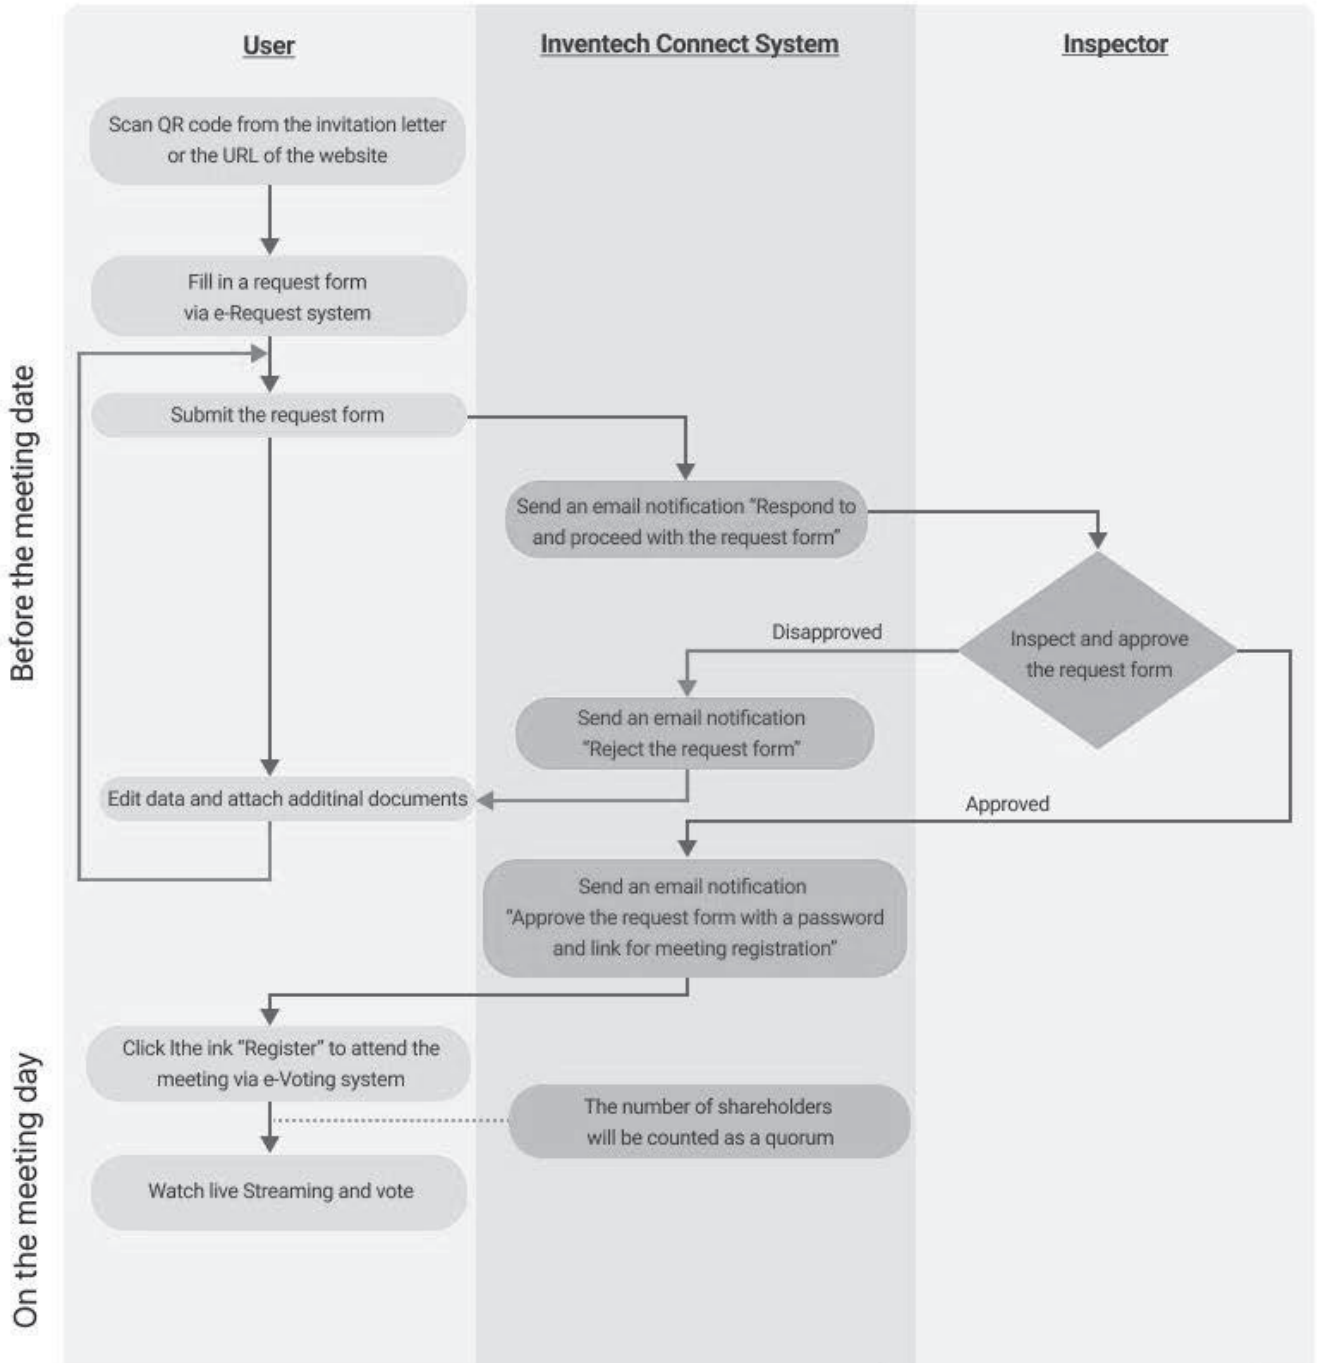 User
Inventech Connect System
Inspector
Before the meeting date
Scan QR code from the invitation letter
or the URL of the website
Fill in a request form
via e-Request system
Submit the request form
Send an email notification “Respond to
and proceed with the request form”
Inspect and approve
the request form
Disapproved
Send an email notification
“Reject the request form”
Edit data and attach additinal documents
Approved
Send an email notification
“Approve the request form with a password
and link for meeting registration”
On the meeting day
Click lthe ink “Register” to attend the
meeting via e-Voting system
The number of shareholders
will be counted as a quorum
Watch live Streaming and vote